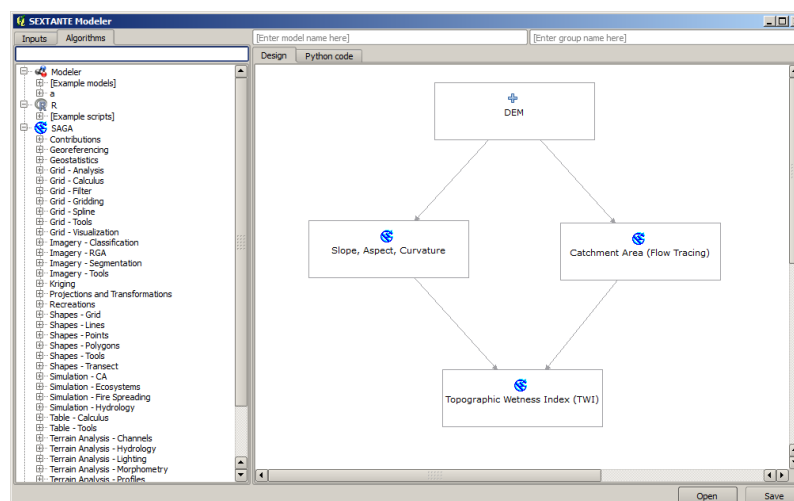 SEXTANTE Modeler
Inputs
Algorithms
[Enter model name here]
[Enter group name here]
Design
Python code
Modeler
[Example models]
a
R
[Example scripts]
SAGA
Contributions
Georeferencing
Geostatistics
Grid - Analysis
Grid - Calculus
Grid - Filter
Grid - Gridding
Grid - Spline
Grid - Tools
Grid - Visualization
Imagery - Classification
Imagery - RGA
Imagery - Segmentation
Imagery - Tools
Kriging
Projections and Transformations
Recreations
Shapes - Grid
Shapes - Lines
Shapes - Points
Shapes - Polygons
Shapes - Tools
Shapes - Transect
Simulation - CA
Simulation - Ecosystems
Simulation - Fire Spreading
Simulation - Hydrology
Table - Calculus
Table - Tools
Terrain Analysis - Channels
Terrain Analysis - Hydrology
Terrain Analysis - Lighting
Terrain Analysis - Morphometry
Terrain Analysis - Profiles
DEM
Slope, Aspect, Curvature
Catchment Area (Flow Tracing)
Topographic Wetness Index (TWI)
Open
Save